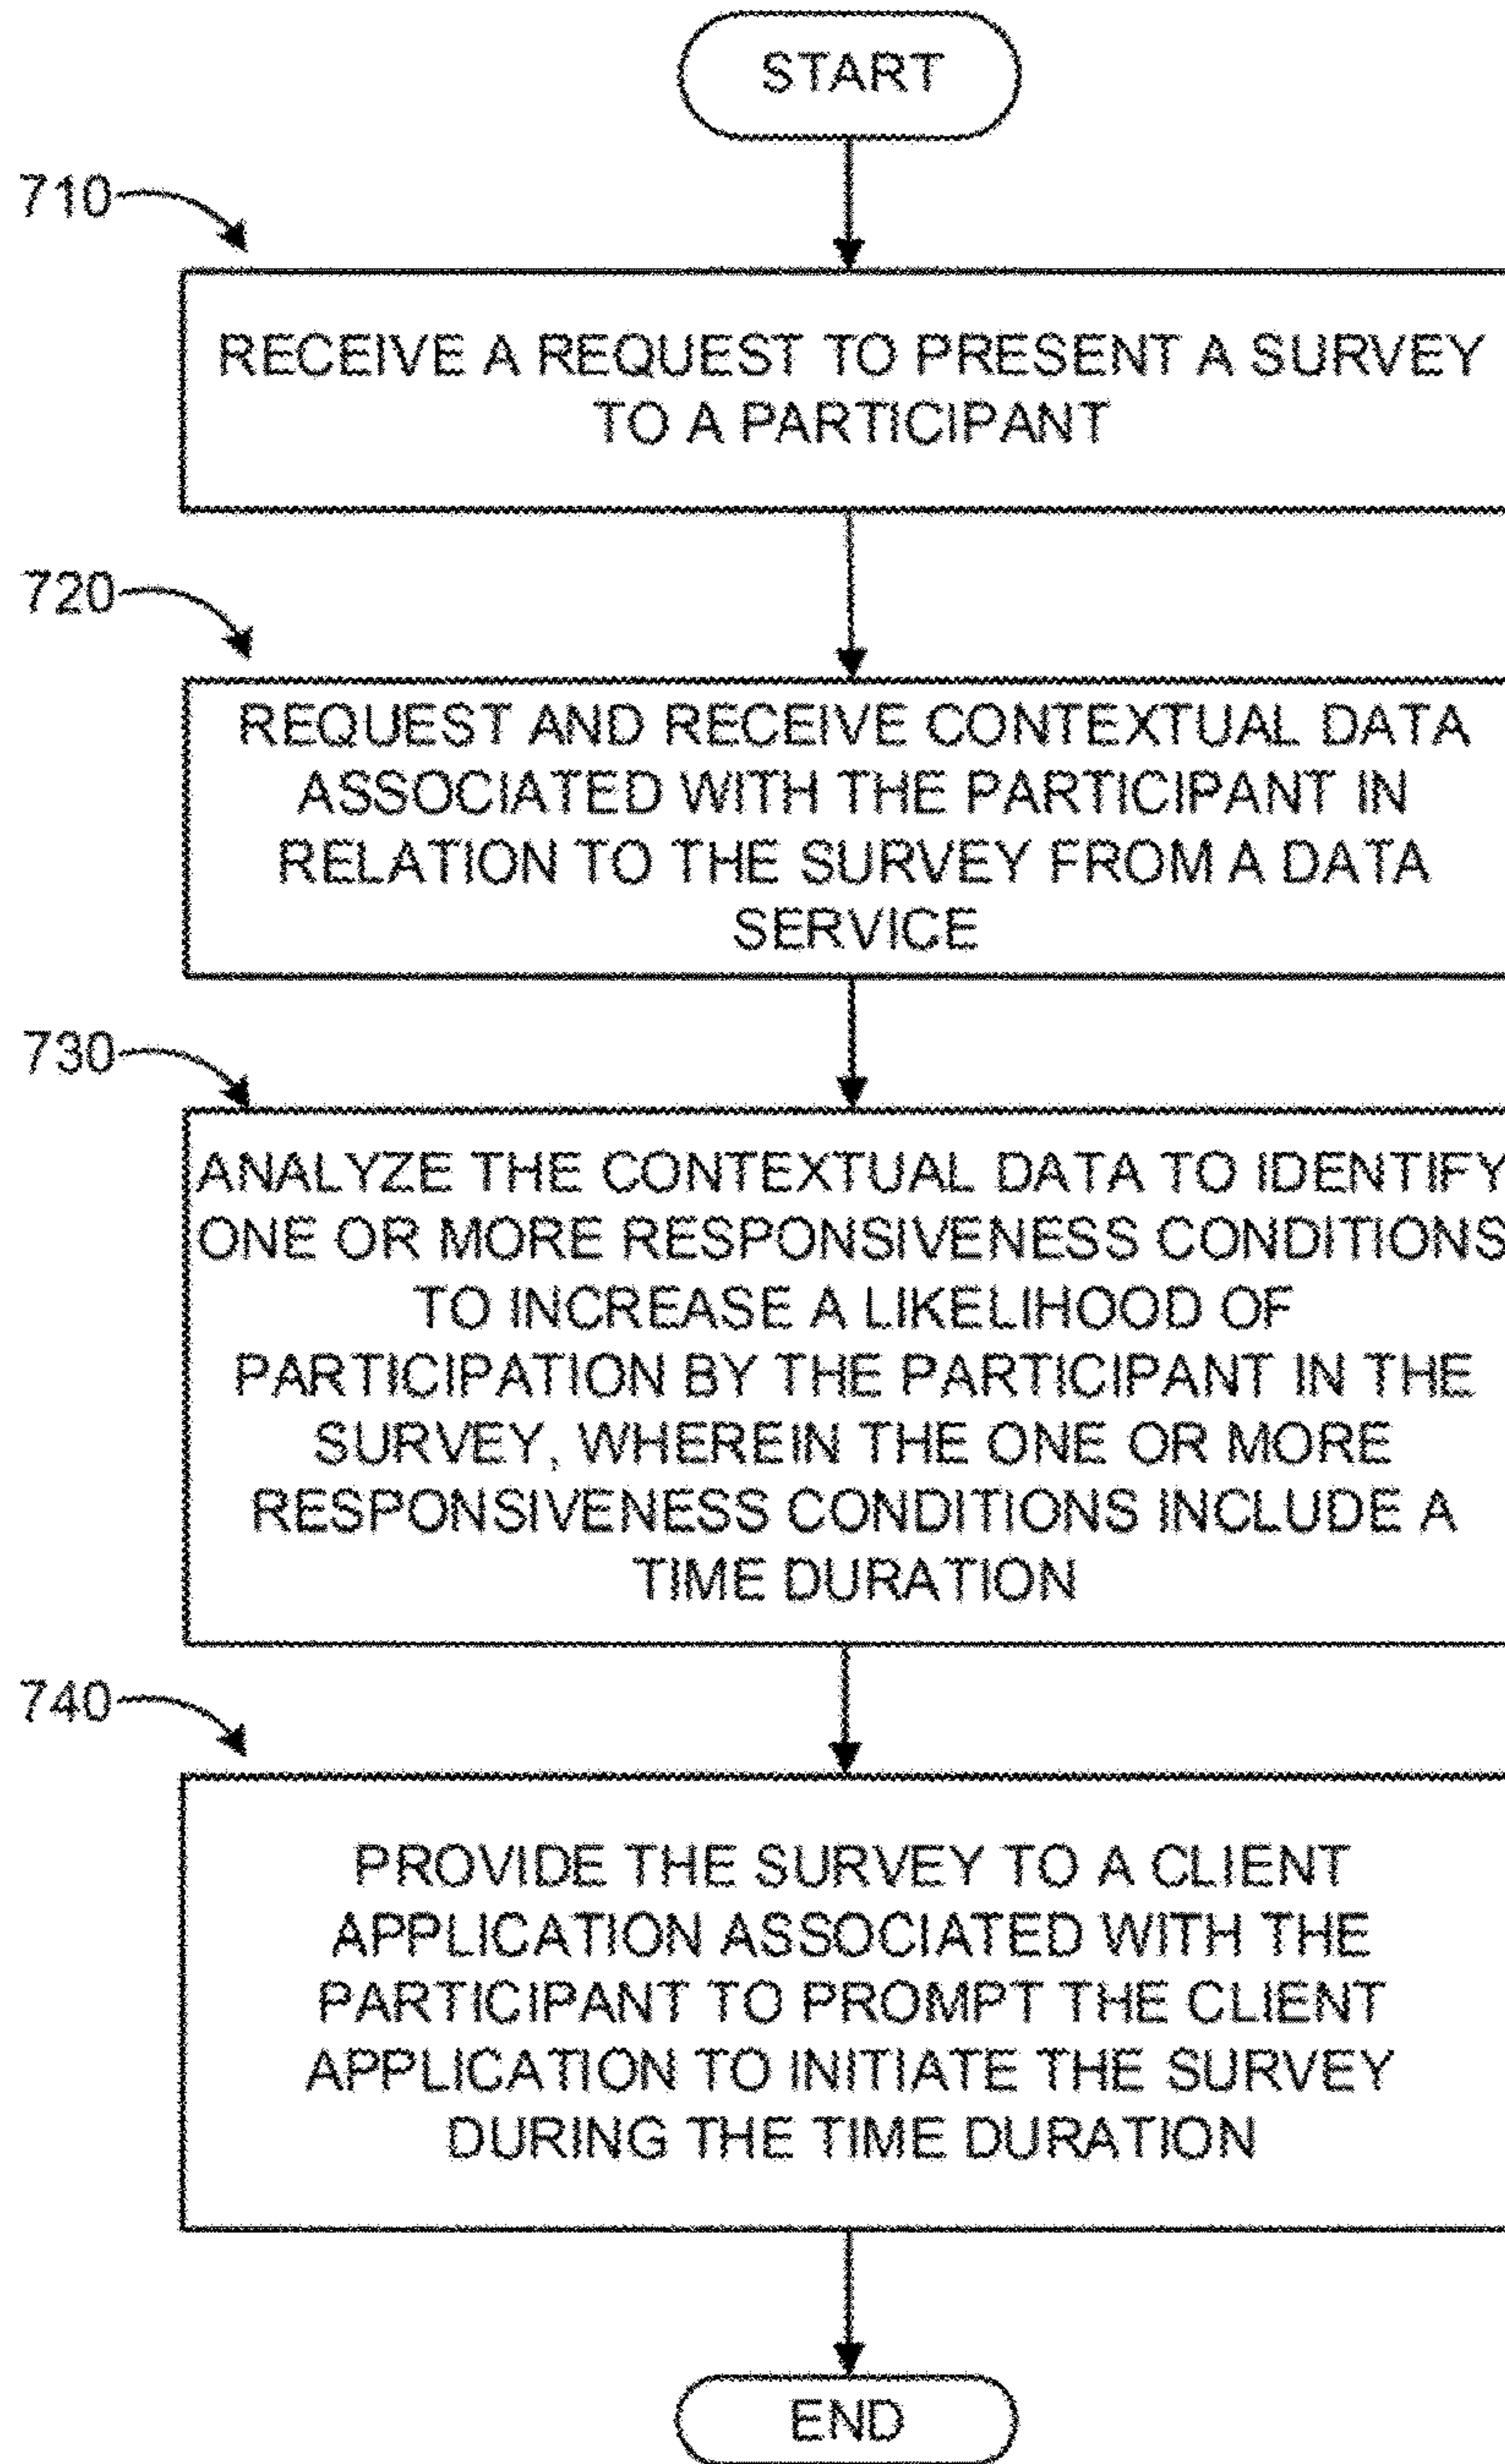 START
710
RECEIVE A REQUEST TO PRESENT A SURVEY
TO A PARTICIPANT
720
REQUEST AND RECEIVE CONTEXTUAL DATA
ASSOCIATED WITH THE PARTICIPANT IN
RELATION TO THE SURVEY FROM A DATA
SERVICE
730
ANALYZE THE CONTEXTUAL DATA TO IDENTIFY
ONE OR MORE RESPONSIVENESS CONDITIONS
TO INCREASE A LIKELIHOOD OF
PARTICIPATION BY THE PARTICIPANT IN THE
SURVEY, WHEREIN THE ONE OR MORE
RESPONSIVENESS CONDITIONS INCLUDE A
TIME DURATION
740
PROVIDE THE SURVEY TO A CLIENT
APPLICATION ASSOCIATED WITH THE
PARTICIPANT TO PROMPT THE CLIENT
APPLICATION TO INITIATE THE SURVEY
DURING THE TIME DURATION
END